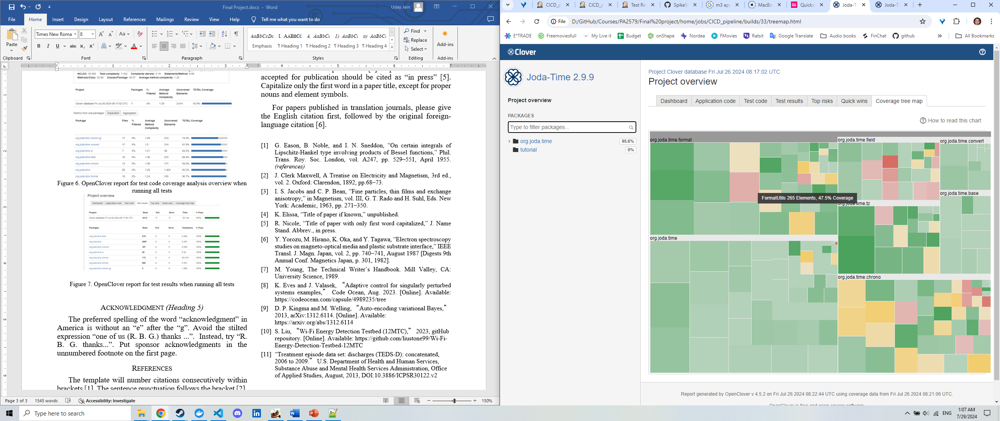 Final Project.docx - Word
Uday Jain
File Home Insert Design Layout References Mailings Review View Help Tell me what you want to do
Paste
Clipboard
Times New Roma 8
Font
Paragraph
AaBbCcDc I. AABBCC A. AaBbCc 1) AaBbC a) AaBbC
Emphasis ¶ Heading 1 ¶ Heading 2 ¶ Heading 3 ¶ Heading 4
Styles
Find
Replace
Select
Editing
Add-ins
Add-ins
NCLOC: 55,405 Total complexity: 7,163 Complexity density: 0.19 Statements/Method: 6.69
Methods/Class: 25.98 Classes/Package: 30.57 Average method complexity: 1.29
Project Packages % Filtered Average Method Complexity Uncovered Elements TOTAL Coverage
Clover database Fri Jul 26 2024 08:17:02 UTC 7 0% 1.29 2,614 93.9%
Metrics from sub-packages Separated Aggregated
Package Files % Filtered Average Method Complexity Uncovered Elements TOTAL Coverage
org.joda.time.chrono.gj 17 0% 1.49 210 74.5%
org.joda.time.convert 17 0% 1.2 314 81.9%
org.joda.time.tz 7 0% 1.21 58 84.3%
org.joda.time.field 10 0% 1.38 272 88.4%
org.joda.time.chrono 12 0% 1.38 171 94.6%
org.joda.time 80 0% 1.28 1,404 95.2%
org.joda.time.format 16 0% 1.24 185 96.7%
Figure 6. OpenClover report for test code coverage analysis overview when
running all tests
Project overview
Dashboard Application code Test code Test results Top risks Quick wins Coverage tree map
Project Tests Fail Error Time % Pass
Clover database Fri Jul 26 2024 08:17:02 UTC 4212 0 0 33.134 100%
Packages Tests Fail Error Time(secs) % Pass
org.joda.time.field 279 0 0 0.069 100%
org.joda.time 2997 0 0 5.397 100%
org.joda.time.convert 187 0 0 0.259 100%
org.joda.time.tz 25 0 0 0.32 100%
org.joda.time.chrono 172 0 0 25.019 100%
org.joda.time.format 550 0 0 0.761 100%
org.joda.time.chrono.gj 2 0 0 1.309 100%
Figure 7. OpenClover report for test results when running all tests
ACKNOWLEDGMENT (Heading 5)
The preferred spelling of the word “acknowledgment” in
America is without an “e” after the “g”. Avoid the stilted
expression “one of us (R. B. G.) thanks ...”. Instead, try “R.
B. G. thanks...”. Put sponsor acknowledgments in the
unnumbered footnote on the first page.
REFERENCES
The template will number citations consecutively within
brackets [1]. The sentence punctuation follows the bracket [2].
accepted for publication should be cited as “in press” [5].
Capitalize only the first word in a paper title, except for proper
nouns and element symbols.
For papers published in translation journals, please give
the English citation first, followed by the original foreign-
language citation [6].
[1] G. Eason, B. Noble, and I. N. Sneddon, “On certain integrals of
Lipschitz-Hankel type involving products of Bessel functions,” Phil.
Trans. Roy. Soc. London, vol. A247, pp. 529–551, April 1955.
(references)
[2] J. Clerk Maxwell, A Treatise on Electricity and Magnetism, 3rd ed.,
vol. 2. Oxford: Clarendon, 1892, pp.68–73.
[3] I. S. Jacobs and C. P. Bean, “Fine particles, thin films and exchange
anisotropy,” in Magnetism, vol. III, G. T. Rado and H. Suhl, Eds. New
York: Academic, 1963, pp. 271–350.
[4] K. Elissa, “Title of paper if known,” unpublished.
[5] R. Nicole, “Title of paper with only first word capitalized,” J. Name
Stand. Abbrev., in press.
[6] Y. Yorozu, M. Hirano, K. Oka, and Y. Tagawa, “Electron spectroscopy
studies on magneto-optical media and plastic substrate interface,” IEEE
Transl. J. Magn. Japan, vol. 2, pp. 740–741, August 1987 [Digests 9th
Annual Conf. Magnetics Japan, p. 301, 1982].
[7] M. Young, The Technical Writer’s Handbook. Mill Valley, CA:
University Science, 1989.
[8] K. Eves and J. Valasek, “Adaptive control for singularly perturbed
systems examples,” Code Ocean, Aug. 2023. [Online]. Available:
https://codeocean.com/capsule/4989235/tree
[9] D. P. Kingma and M. Welling, “Auto-encoding variational Bayes,”
2013, arXiv:1312.6114. [Online]. Available:
https://arxiv.org/abs/1312.6114
[10] S. Liu, “Wi-Fi Energy Detection Testbed (12MTC),” 2023, gitHub
repository. [Online]. Available: https://github.com/liustone99/Wi-Fi-
Energy-Detection-Testbed-12MTC
[11] “Treatment episode data set: discharges (TEDS-D): concatenated,
2006 to 2009.” U.S. Department of Health and Human Services,
Substance Abuse and Mental Health Services Administration, Office
of Applied Studies, August, 2013, DOI:10.3886/ICPSR30122.v2
Page 3 of 3 1545 words Accessibility: Investigate 150%
CICD_p CICD_p Test Re SpikeSt m3 app MacBo Quicks Joda-T Joda-T
File D:/GitHub/Courses/PA2579/Final%20project/home/jobs/CICD_pipeline/builds/33/treemap.html
E*TRADE Freemoviesfull My Live it Budget onShape Nordea FMovies Ratsit Google Translate Audio books FinChat github All Bookmarks
Clover
Joda-Time 2.9.9
Project overview
PACKAGES
Type to filter packages...
org.joda.time 95.6%
tutorial 0%
Project Clover database Fri Jul 26 2024 08:17:02 UTC
Project overview
Dashboard Application code Test code Test results Top risks Quick wins Coverage tree map
How to read this chart
org.joda.time.format
org.joda.time.field
org.joda.time.convert
org.joda.time.base
FormatUtils 265 Elements, 47.5% Coverage
org.joda.time.tz
org.joda.time
org.joda.time.chrono
Report generated by OpenClover v 4.5.2 on Fri Jul 26 2024 08:22:44 UTC using coverage data from Fri Jul 26 2024 08:21:06 UTC.
OpenClover is free and open-source software.
Type here to search
ENG
1:07 AM
7/29/2024